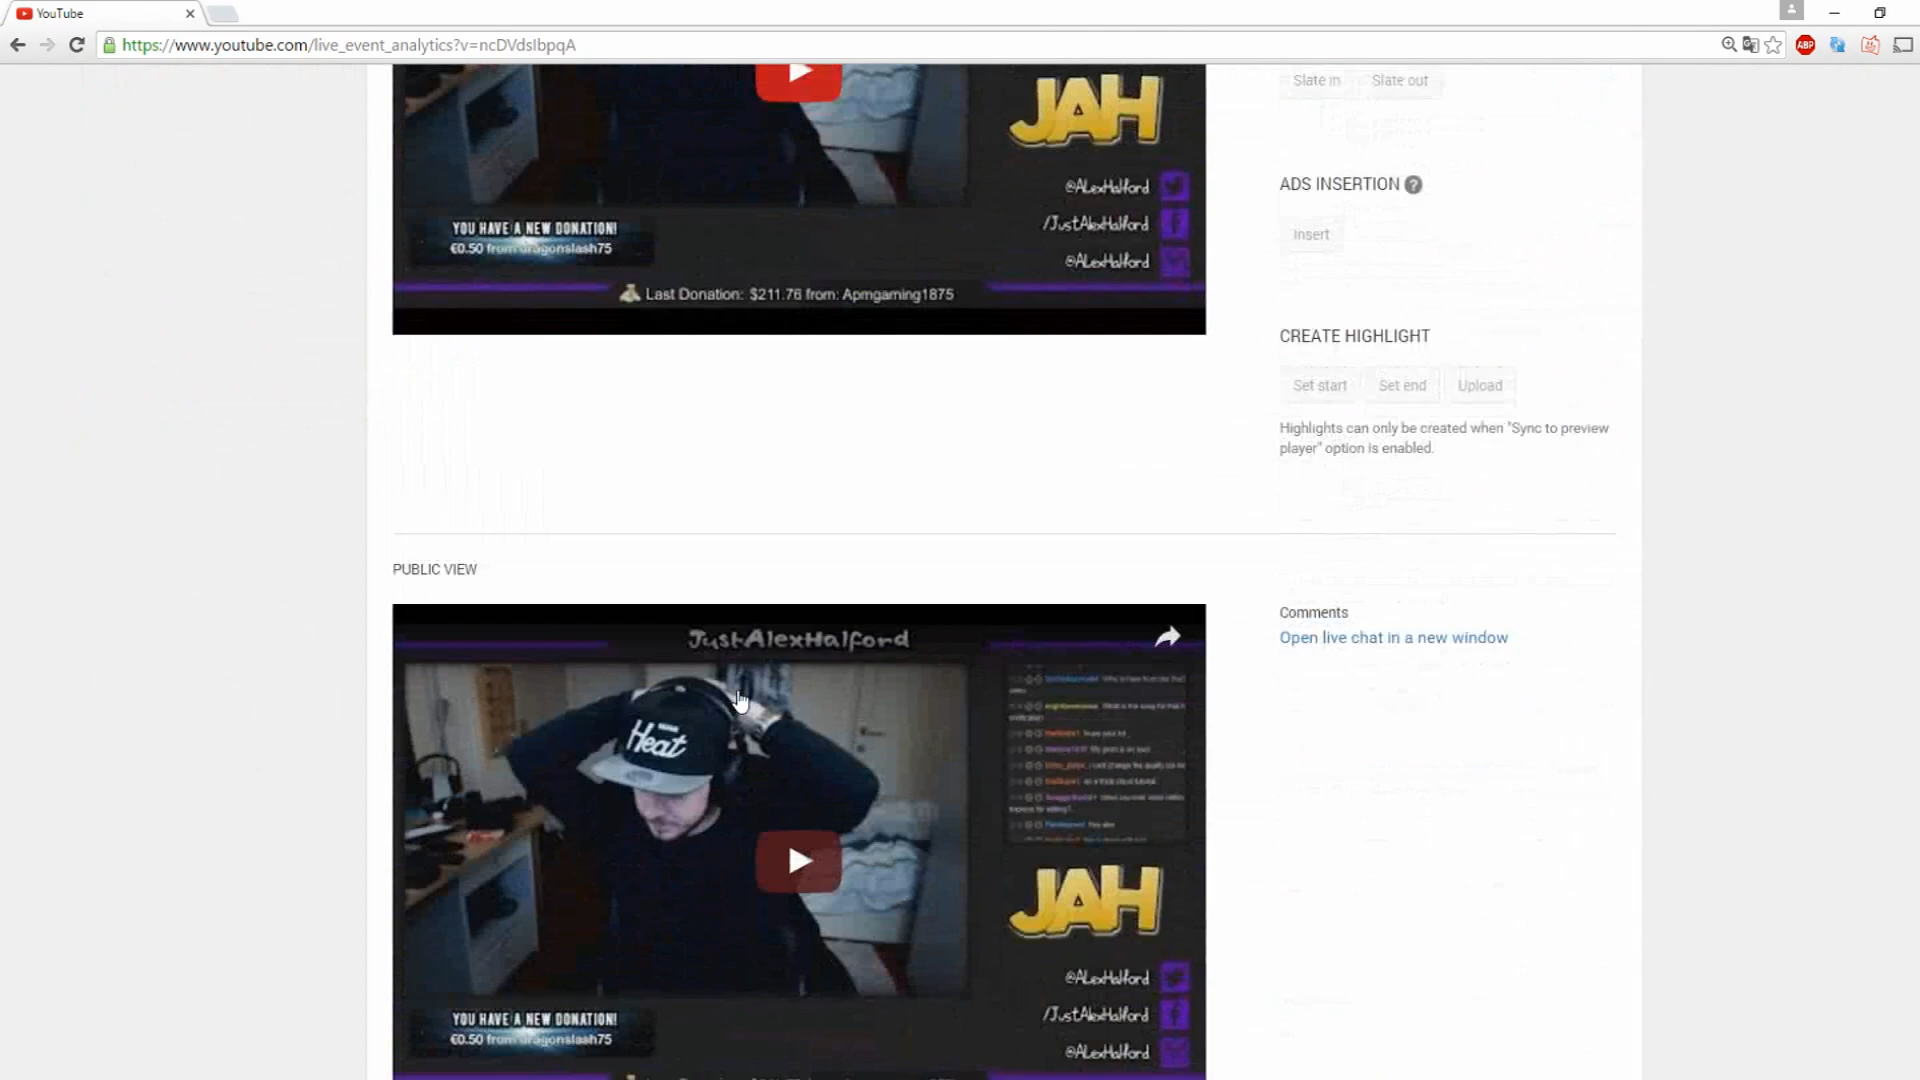 YouTube
https://www.youtube.com/live_event_analytics?v=ncDVdsIbpqA
ABP
Slate in Slate out
JAH
ADS INSERTION ?
@ALexHalford
/JustAlexHalford
@ALexHalford
Insert
YOU HAVE A NEW DONATION!
€0.50 from dragonslash75
Last Donation: $211.76 from: Apmgaming1875
CREATE HIGHLIGHT
Set start Set end Upload
Highlights can only be created when "Sync to preview
player" option is enabled.
PUBLIC VIEW
Comments
Open live chat in a new window
JustAlexHalford
Heat
JAH
@ALexHalford
/JustAlexHalford
@ALexHalford
YOU HAVE A NEW DONATION!
€0.50 from dragonslash75